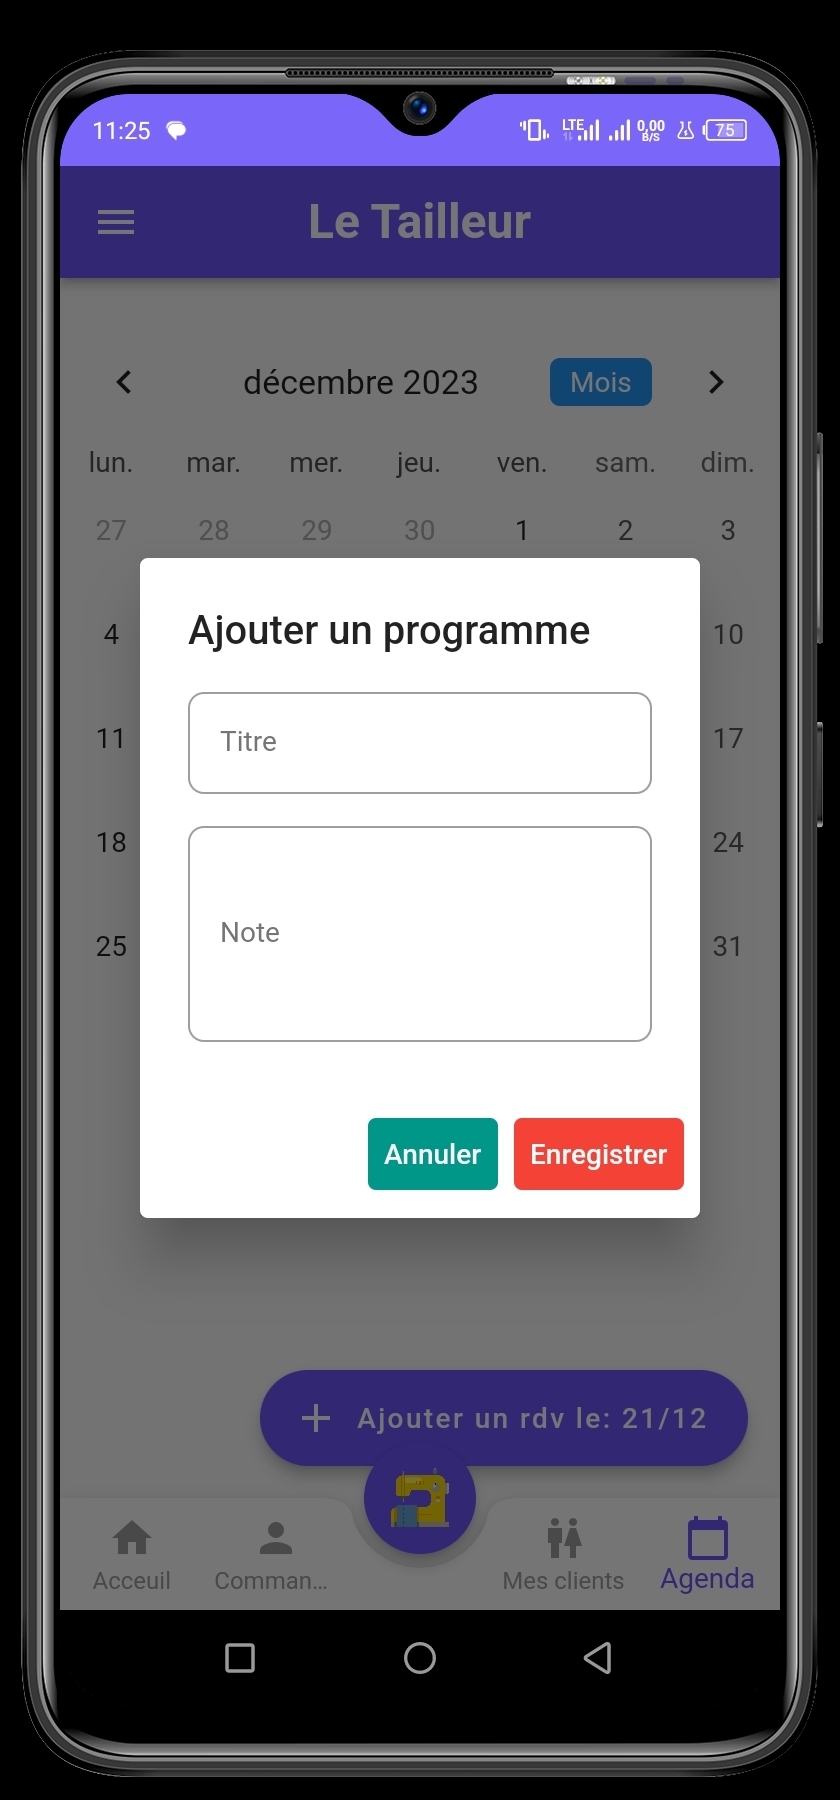 11:25 LTE 0,00 B/S 75
Le Tailleur
décembre 2023 Mois
lun. mar. mer. jeu. ven. sam. dim.
27 28 29 30 1 2 3
4 10
11 17
18 24
25 31
Ajouter un programme
Titre
Note
Annuler Enregistrer
Ajouter un rdv le: 21/12
Acceuil Comman... Mes clients Agenda